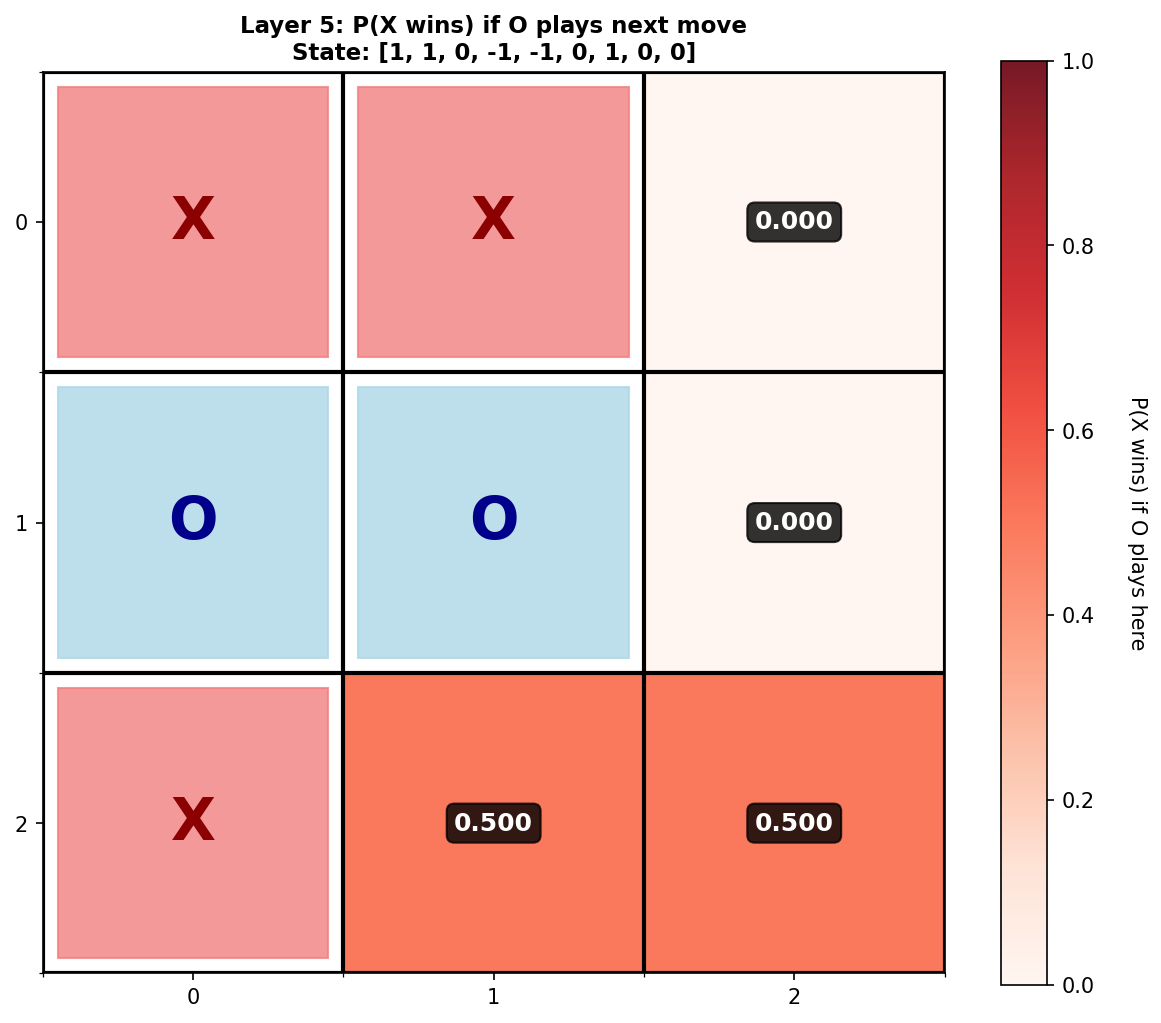 Layer 5: P(X wins) if O plays next move
State: [1, 1, 0, -1, -1, 0, 1, 0, 0]
0
X
X
0.000
1
O
O
0.000
2
X
0.500
0.500
0
1
2
1.0
0.8
0.6
0.4
0.2
0.0
P(X wins) if O plays here